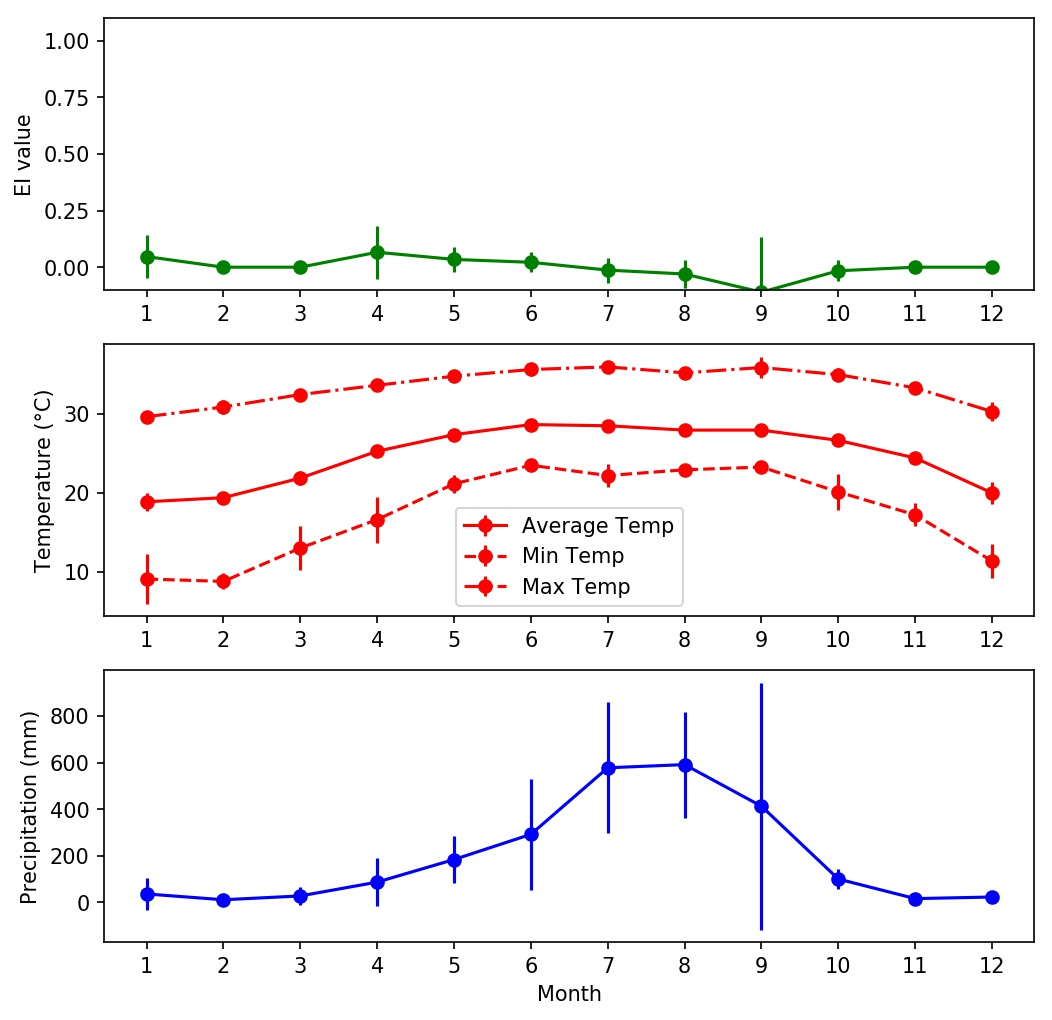 EI value
1.00
0.75
0.50
0.25
0.00
1 2 3 4 5 6 7 8 9 10 11 12
Temperature (°C)
30
20
10
Average Temp
Min Temp
Max Temp
1 2 3 4 5 6 7 8 9 10 11 12
Precipitation (mm)
800
600
400
200
0
1 2 3 4 5 6 7 8 9 10 11 12
Month